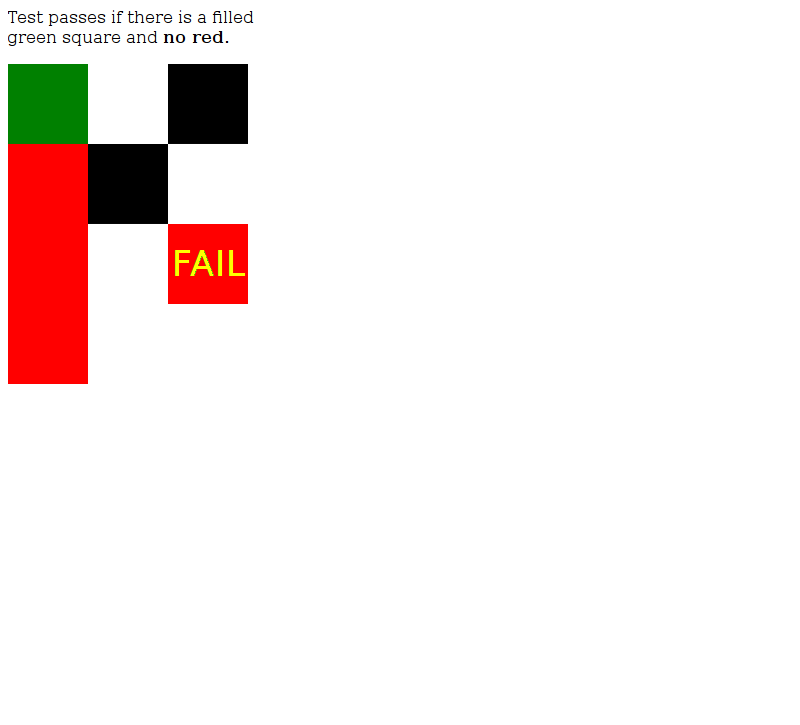 Test passes if there is a filled
green square and no red.
FAIL